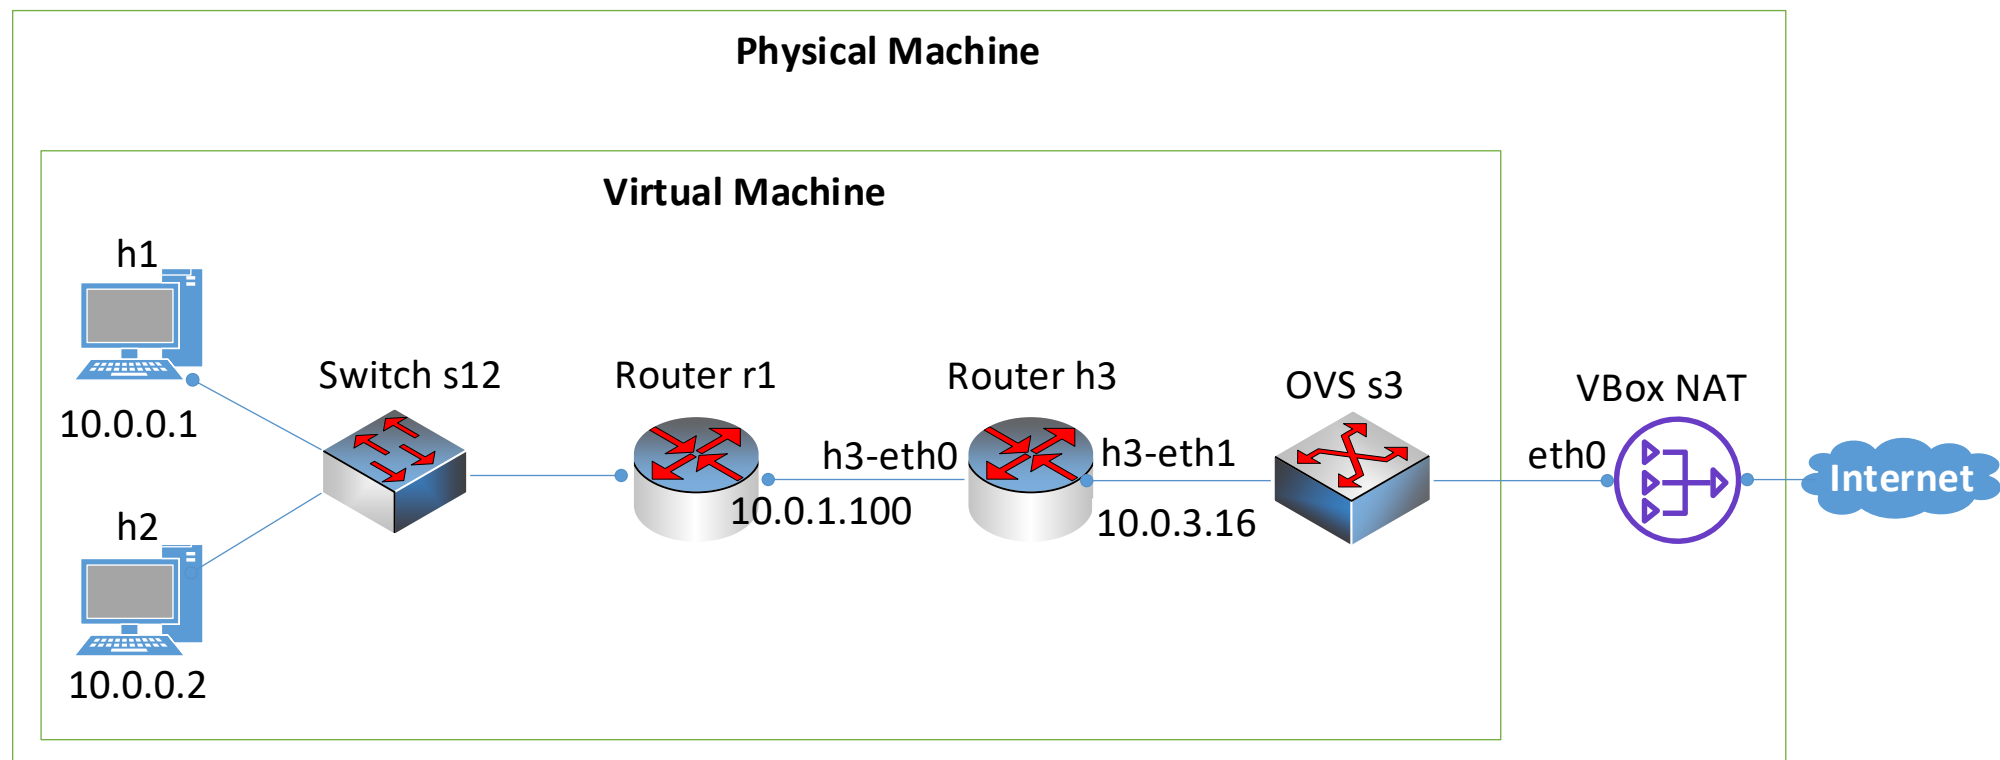 Physical Machine
Virtual Machine
h1
10.0.0.1
h2
10.0.0.2
Switch s12
Router r1
10.0.1.100
h3-eth0
Router h3
h3-eth1
10.0.3.16
OVS s3
eth0
VBox NAT
Internet